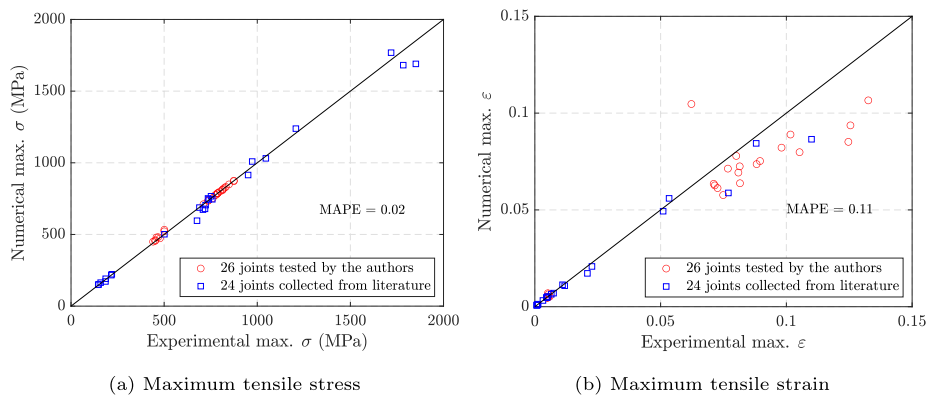 2000
1500
1000
500
0
0
500
1000
1500
2000
Numerical max. σ (MPa)
Experimental max. σ (MPa)
MAPE = 0.02
26 joints tested by the authors
24 joints collected from literature
(a) Maximum tensile stress
0.15
0.1
0.05
0
0
0.05
0.1
0.15
Numerical max. ε
Experimental max. ε
MAPE = 0.11
26 joints tested by the authors
24 joints collected from literature
(b) Maximum tensile strain